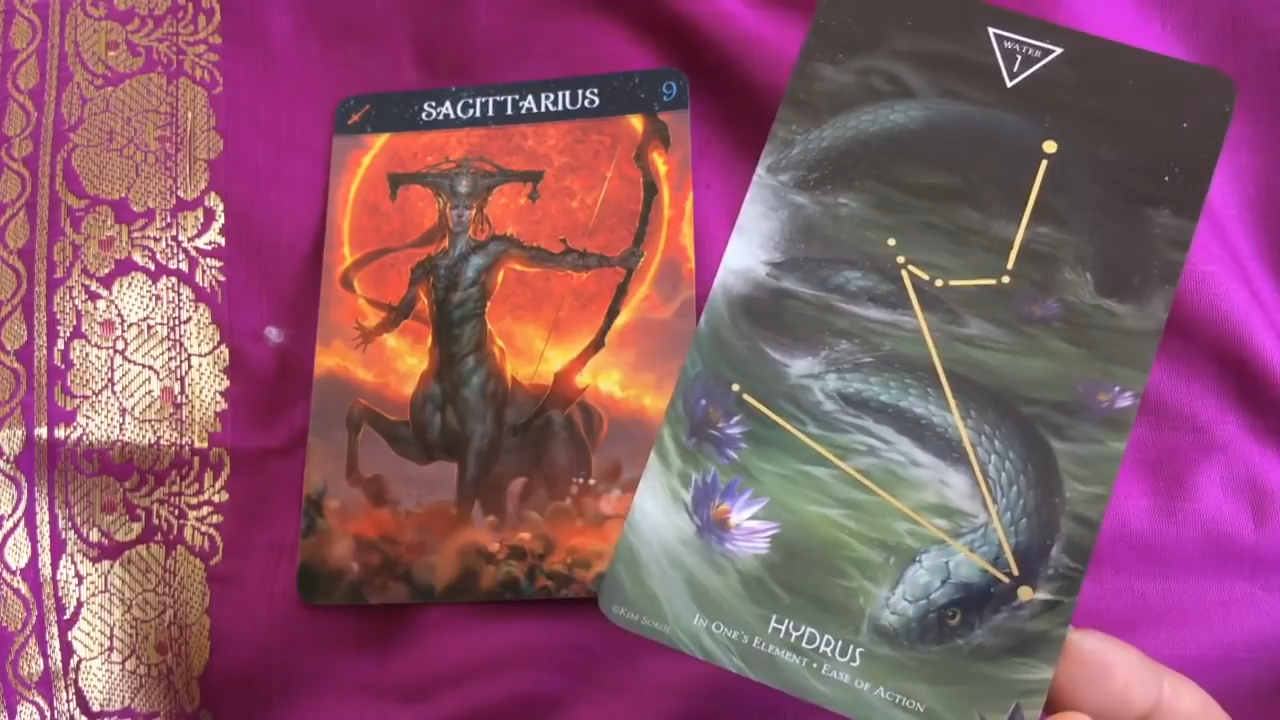 SAGITTARIUS
9
WATER
1
©KIM SOKOL
HYDRUS
IN ONE'S ELEMENT • EASE OF ACTION